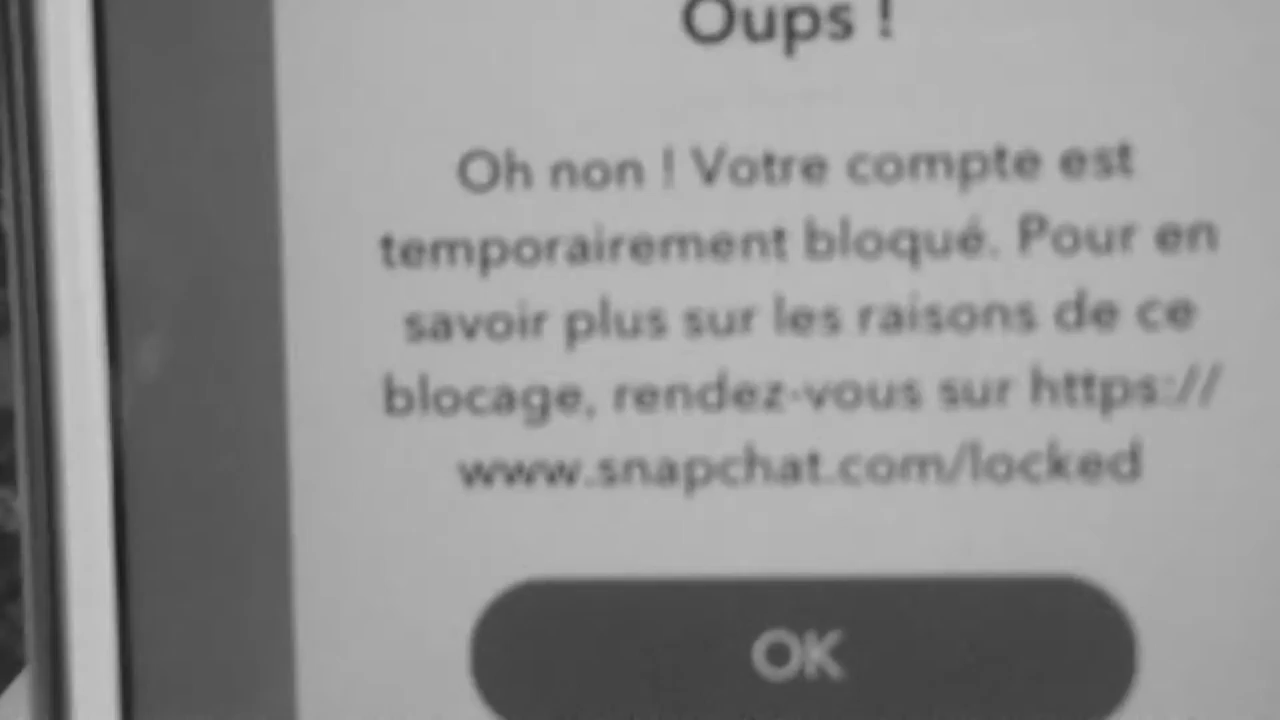 Oups !
Oh non ! Votre compte est
temporairement bloqué. Pour en
savoir plus sur les raisons de ce
blocage, rendez-vous sur https://
www.snapchat.com/locked
OK